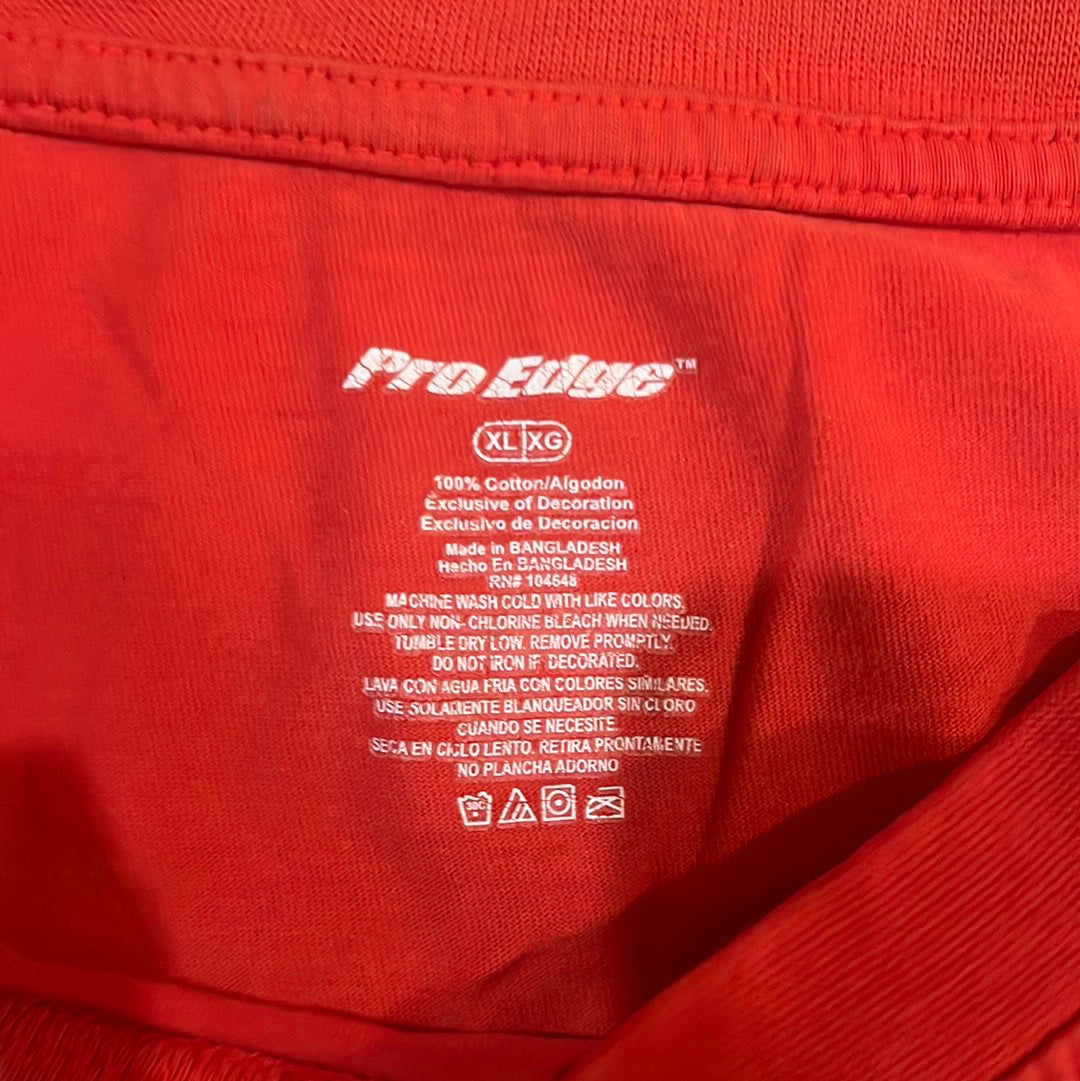 Pro Edge™
XL XG
100% Cotton/Algodon
Exclusive of Decoration
Exclusivo de Decoracion
Made in BANGLADESH
Hecho En BANGLADESH
RN# 104648
MACHINE WASH COLD WITH LIKE COLORS,
USE ONLY NON- CHLORINE BLEACH WHEN NEEDED.
TUMBLE DRY LOW. REMOVE PROMPTLY.
DO NOT IRON IF DECORATED.
LAVA CON AGUA FRIA CON COLORES SIMILARES.
USE SOLAMENTE BLANQUEADOR SIN CLORO
CUANDO SE NECESITE.
SECA EN CICLO LENTO. RETIRA PRONTAMENTE
NO PLANCHA ADORNO
30C